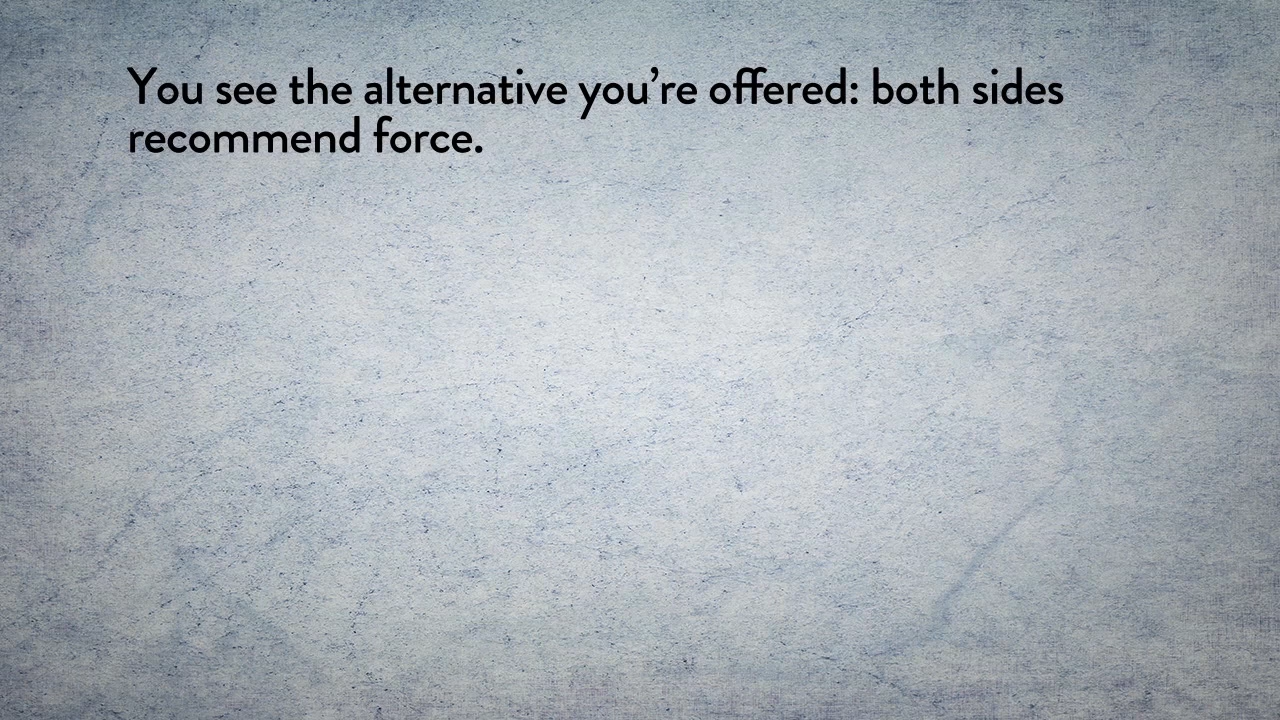 You see the alternative you’re offered: both sides
recommend force.